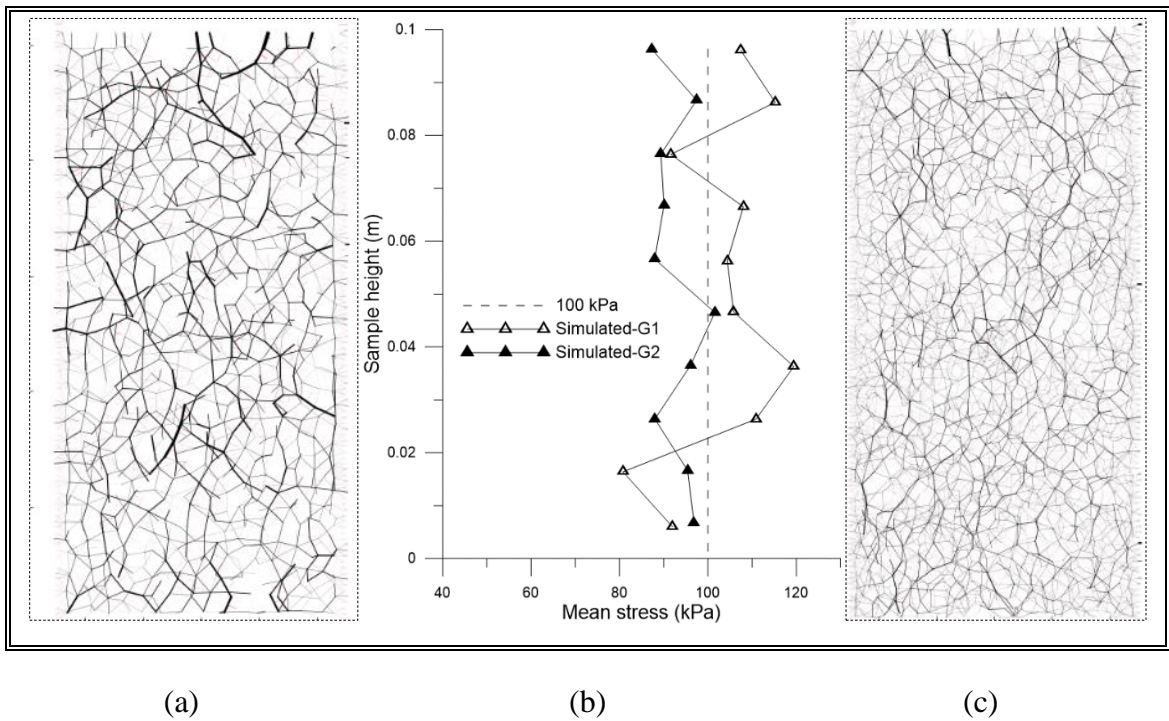 0.1
0.08
0.06
0.04
0.02
0
Sample height (m)
100 kPa
Simulated-G1
Simulated-G2
40 60 80 100 120
Mean stress (kPa)
(a) (b) (c)